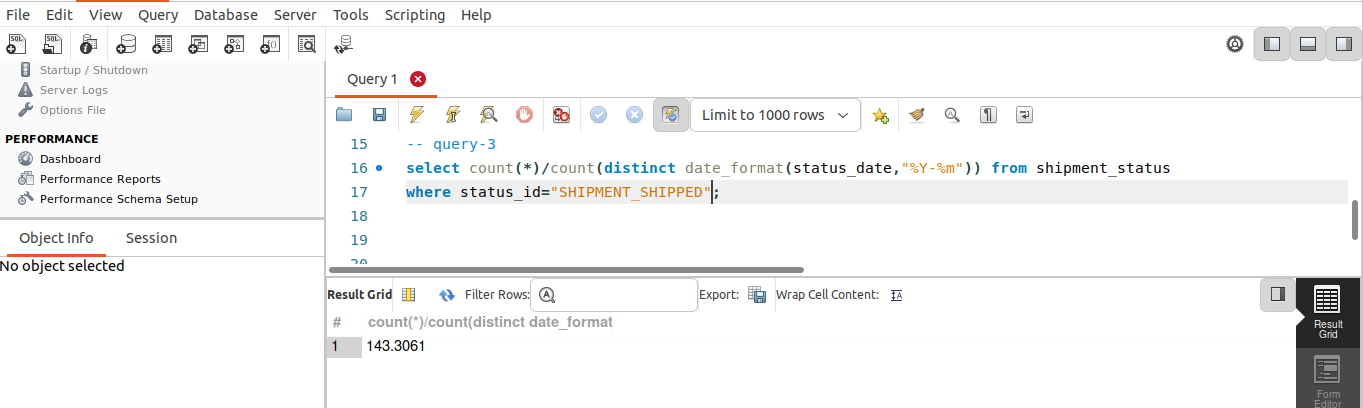 File Edit View Query Database Server Tools Scripting Help
Startup / Shutdown
Server Logs
Options File
PERFORMANCE
Dashboard
Performance Reports
Performance Schema Setup
Object Info Session
No object selected
Query 1
Limit to 1000 rows
15 -- query-3
16 select count(*)/count(distinct date_format(status_date,"%Y-%m")) from shipment_status
17 where status_id="SHIPMENT_SHIPPED";
18
19
20
Result Grid Filter Rows: Export: Wrap Cell Content:
# count(*)/count(distinct date_format
1 143.3061
Result
Grid
Form
Editor